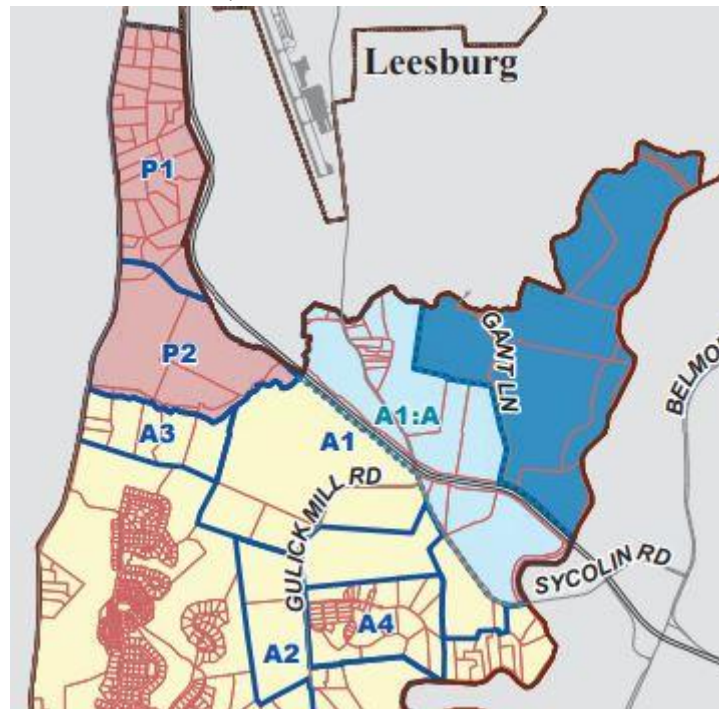 Leesburg
P1
P2
GANT LN
BELMO
A1:A
A3
A1
GULICK MILL RD
SYCOLIN RD
A4
A2